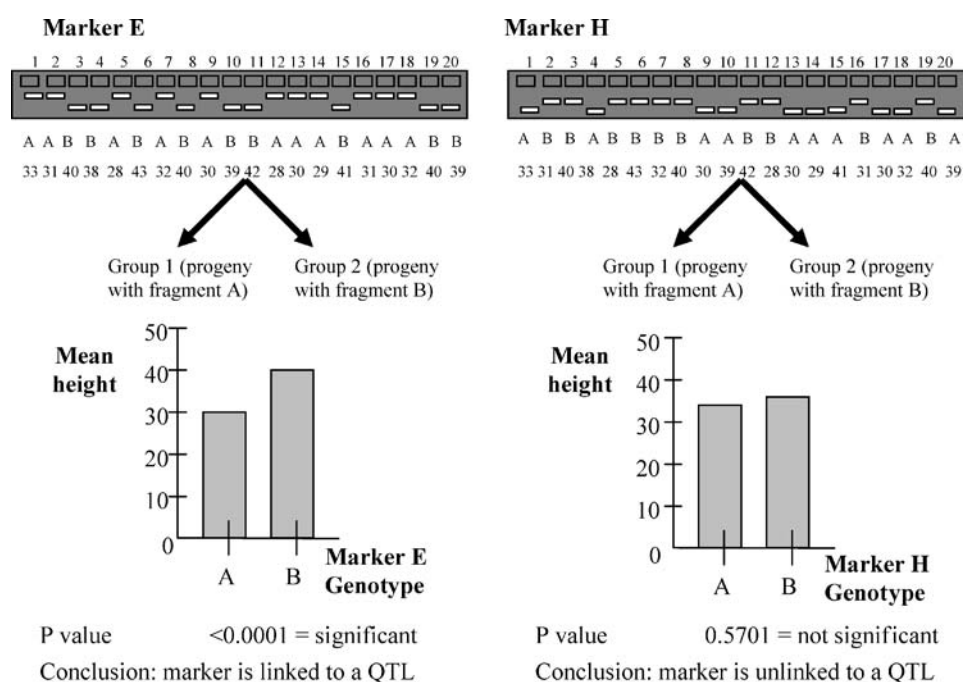 Marker E
1 2 3 4 5 6 7 8 9 10 11 12 13 14 15 16 17 18 19 20
A A B B A B A B A B B A A A B A A A B B
33 31 40 38 28 43 32 40 30 39 42 28 30 29 41 31 30 32 40 39
Group 1 (progeny
with fragment A)
Group 2 (progeny
with fragment B)
Mean
height
50
40
30
20
10
0
A B
Marker E
Genotype
P value <0.0001 = significant
Conclusion: marker is linked to a QTL
Marker H
1 2 3 4 5 6 7 8 9 10 11 12 13 14 15 16 17 18 19 20
A B B A B B B B A A B B A A A B A A B A
33 31 40 38 28 43 32 40 30 39 42 28 30 29 41 31 30 32 40 39
Group 1 (progeny
with fragment A)
Group 2 (progeny
with fragment B)
Mean
height
50
40
30
20
10
0
A B
Marker H
Genotype
P value 0.5701 = not significant
Conclusion: marker is unlinked to a QTL